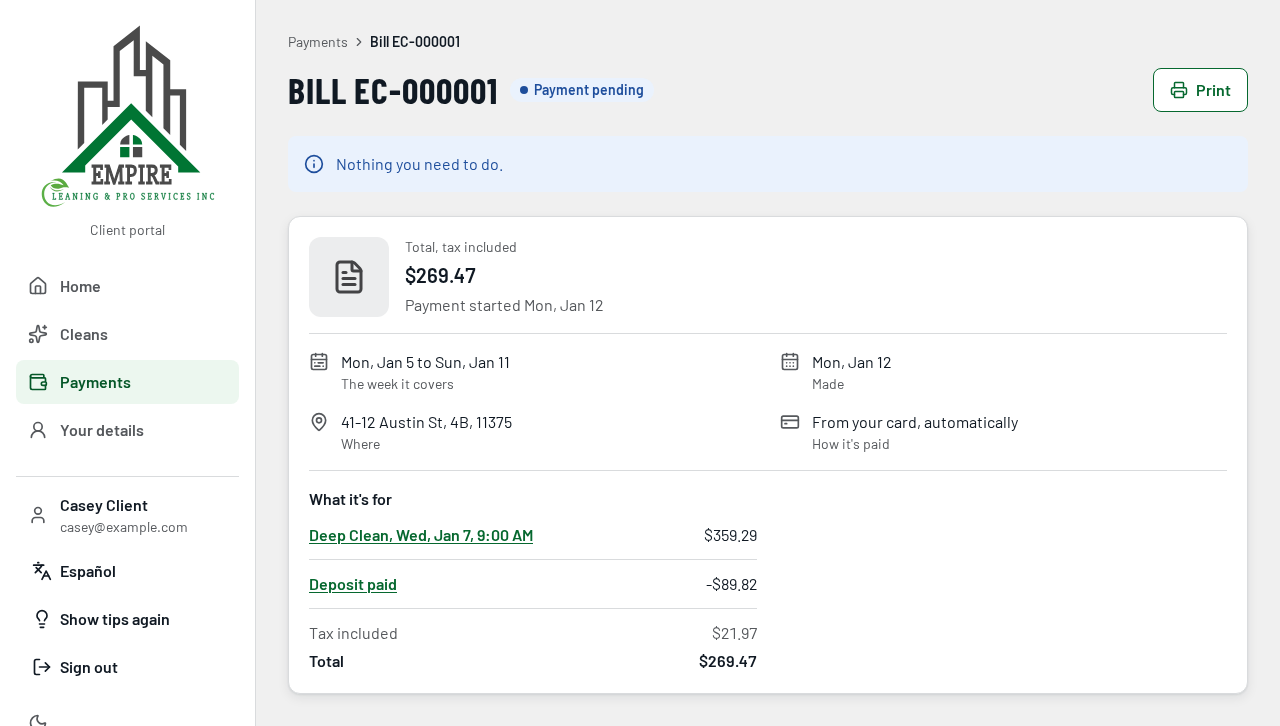 EMPIRE
LEANING & PRO SERVICES INC
Client portal
Home
Cleans
Payments
Your details
Casey Client
casey@example.com
Español
Show tips again
Sign out
Payments > Bill EC-000001
BILL EC-000001
Payment pending
Print
Nothing you need to do.
Total, tax included
$269.47
Payment started Mon, Jan 12
Mon, Jan 5 to Sun, Jan 11
The week it covers
Mon, Jan 12
Made
41-12 Austin St, 4B, 11375
Where
From your card, automatically
How it's paid
What it's for
Deep Clean, Wed, Jan 7, 9:00 AM $359.29
Deposit paid -$89.82
Tax included $21.97
Total $269.47